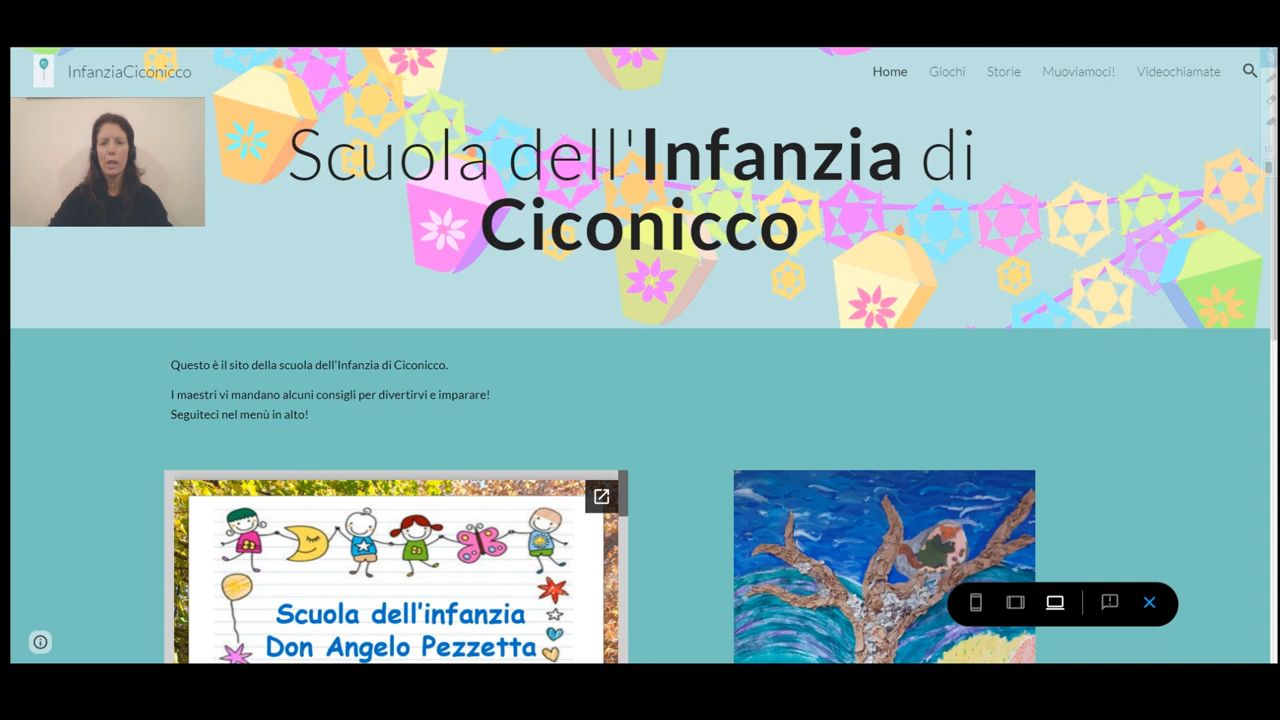 InfanziaCiconicco
Home Giochi Storie Muoviamoci! Videochiamate
Scuola dell'Infanzia di
Ciconicco
Questo è il sito della scuola dell'Infanzia di Ciconicco.
I maestri vi mandano alcuni consigli per divertirvi e imparare!
Seguiteci nel menù in alto!
Scuola dell'infanzia
Don Angelo Pezzetta